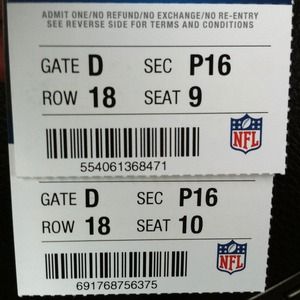 ADMIT ONE/NO REFUND/NO EXCHANGE/NO RE-ENTRY
SEE REVERSE SIDE FOR TERMS AND CONDITIONS
GATE D SEC P16
ROW 18 SEAT 9
NFL
554061368471
GATE D SEC P16
ROW 18 SEAT 10
NFL
691768756375